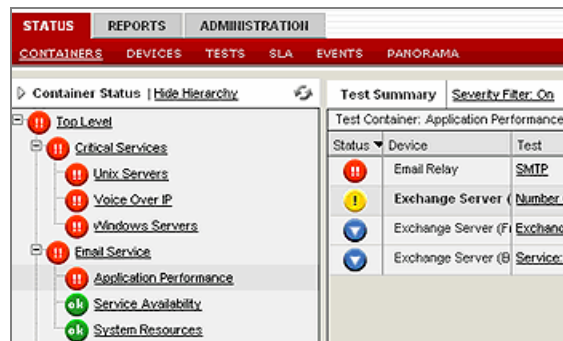 STATUS REPORTS ADMINISTRATION
CONTAINERS DEVICES TESTS SLA EVENTS PANORAMA
Container Status | Hide Hierarchy
Top Level
Critical Services
Unix Servers
Voice Over IP
Windows Servers
Email Service
Application Performance
ok Service Availability
ok System Resources
Test Summary Severity Filter: On
Test Container: Application Performance
Status Device Test
!! Email Relay SMTP
! Exchange Server ( Number
Exchange Server (Fi Exchang
Exchange Server (B Service: